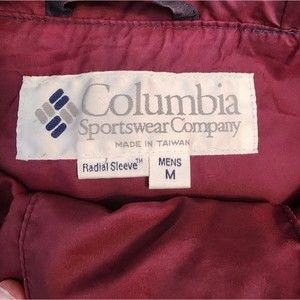 Columbia
Sportswear Company
MADE IN TAIWAN
Radial Sleeve™
MENS
M